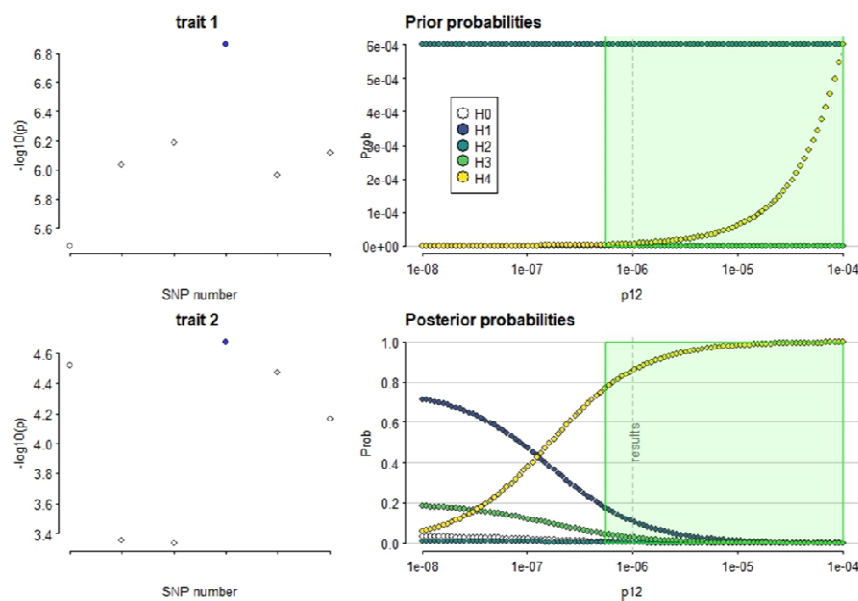 trait 1
-log10(p)
6.8
6.6
6.4
6.2
6.0
5.8
5.6
SNP number
Prior probabilities
Prob
6e-04
5e-04
4e-04
3e-04
2e-04
1e-04
0e+00
H0
H1
H2
H3
H4
1e-08
1e-07
1e-06
1e-05
1e-04
p12
trait 2
-log10(p)
4.6
4.4
4.2
4.0
3.8
3.6
3.4
SNP number
Posterior probabilities
Prob
1.0
0.8
0.6
0.4
0.2
0.0
results
1e-08
1e-07
1e-06
1e-05
1e-04
p12